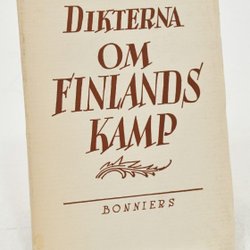 DIKTERNA
OM
FINLANDS
KAMP
BONNIERS